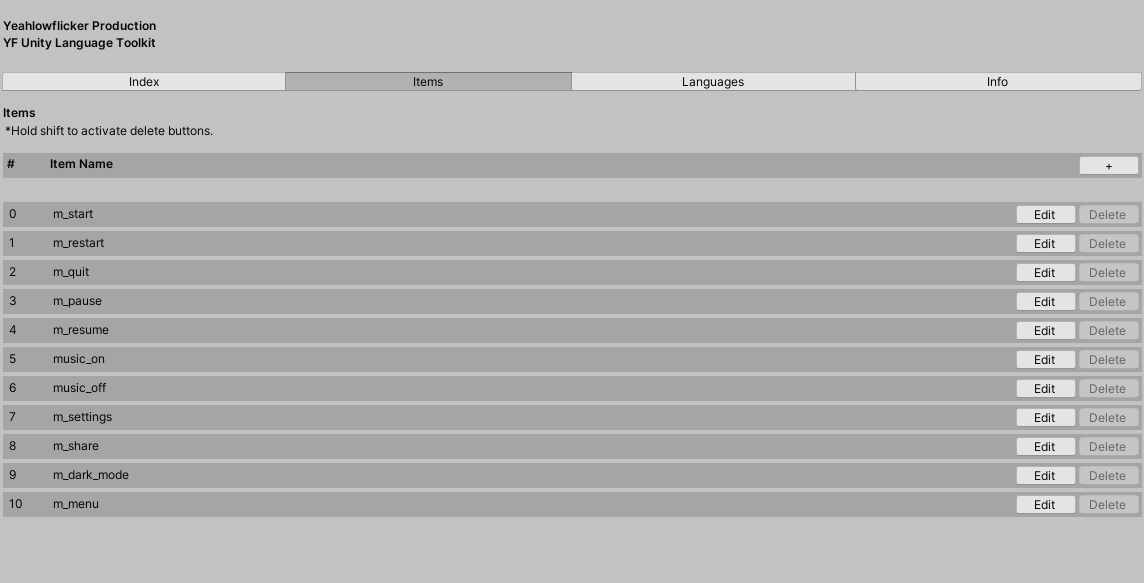 Yeahlowflicker Production
YF Unity Language Toolkit
Index Items Languages Info
Items
*Hold shift to activate delete buttons.
# Item Name +
0 m_start Edit Delete
1 m_restart Edit Delete
2 m_quit Edit Delete
3 m_pause Edit Delete
4 m_resume Edit Delete
5 music_on Edit Delete
6 music_off Edit Delete
7 m_settings Edit Delete
8 m_share Edit Delete
9 m_dark_mode Edit Delete
10 m_menu Edit Delete